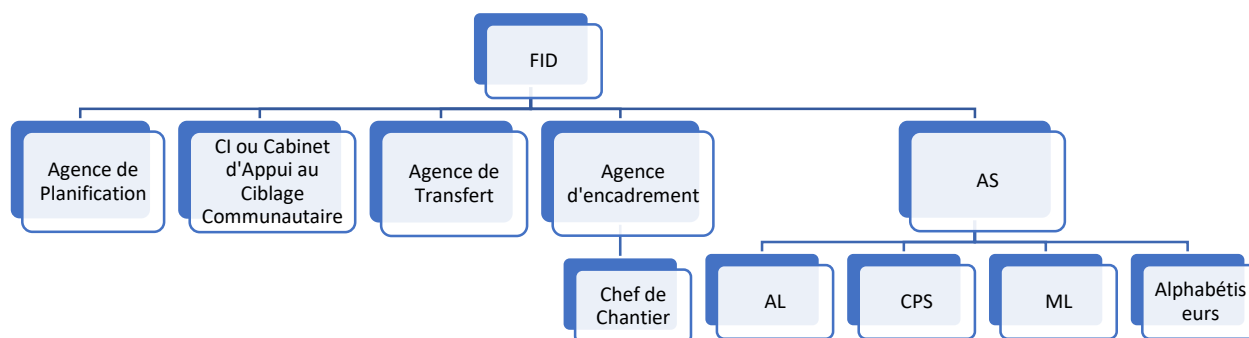 FID
Agence de
Planification
CI ou Cabinet
d'Appui au
Ciblage
Communautaire
Agence de
Transfert
Agence
d'encadrement
AS
Chef de
Chantier
AL
CPS
ML
Alphabétis
eurs